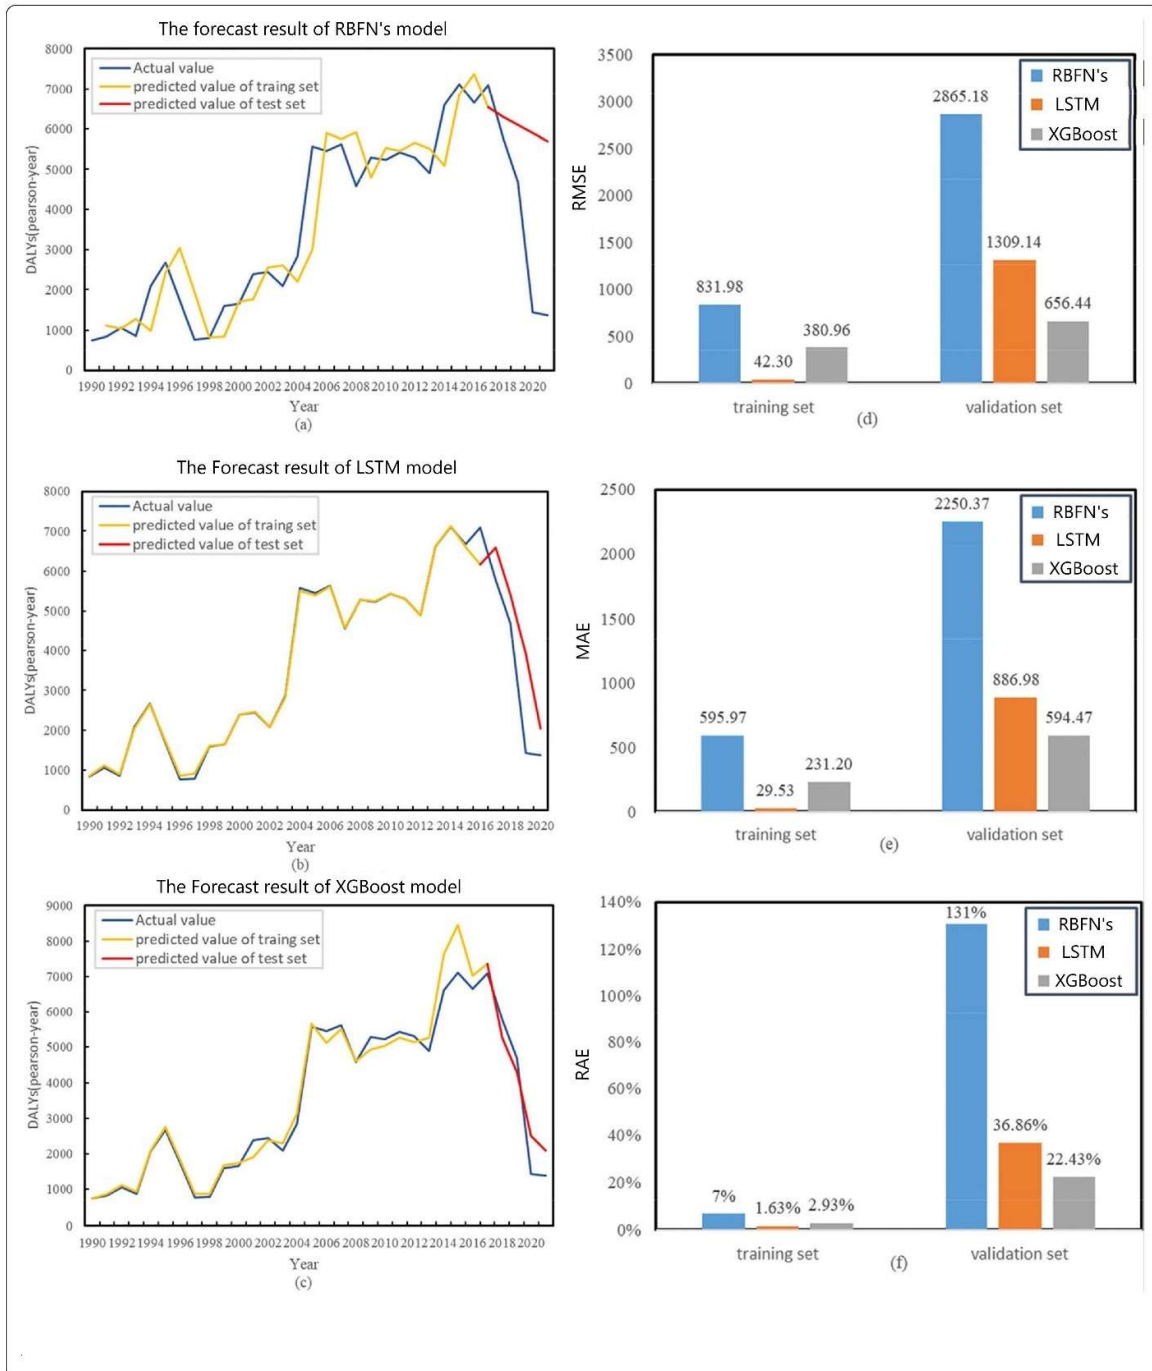 The forecast result of RBFN's model
8000
7000
6000
5000
4000
3000
2000
1000
0
DALYs(pearson-year)
Actual value
predicted value of traing set
predicted value of test set
1990 1992 1994 1996 1998 2000 2002 2004 2006 2008 2010 2012 2014 2016 2018 2020
Year
(a)
3500
3000
2500
2000
1500
1000
500
0
RMSE
RBFN's
LSTM
XGBoost
831.98
42.30
380.96
2865.18
1309.14
656.44
training set
validation set
(d)
The Forecast result of LSTM model
8000
7000
6000
5000
4000
3000
2000
1000
0
DALYs(pearson-year)
Actual value
predicted value of traing set
predicted value of test set
1990 1992 1994 1996 1998 2000 2002 2004 2006 2008 2010 2012 2014 2016 2018 2020
Year
(b)
2500
2000
1500
1000
500
0
MAE
RBFN's
LSTM
XGBoost
595.97
29.53
231.20
2250.37
886.98
594.47
training set
validation set
(e)
The Forecast result of XGBoost model
9000
8000
7000
6000
5000
4000
3000
2000
1000
0
DALYs(pearson-year)
Actual value
predicted value of traing set
predicted value of test set
1990 1992 1994 1996 1998 2000 2002 2004 2006 2008 2010 2012 2014 2016 2018 2020
Year
(c)
140%
120%
100%
80%
60%
40%
20%
0%
RAE
RBFN's
LSTM
XGBoost
7%
1.63%
2.93%
131%
36.86%
22.43%
training set
validation set
(f)